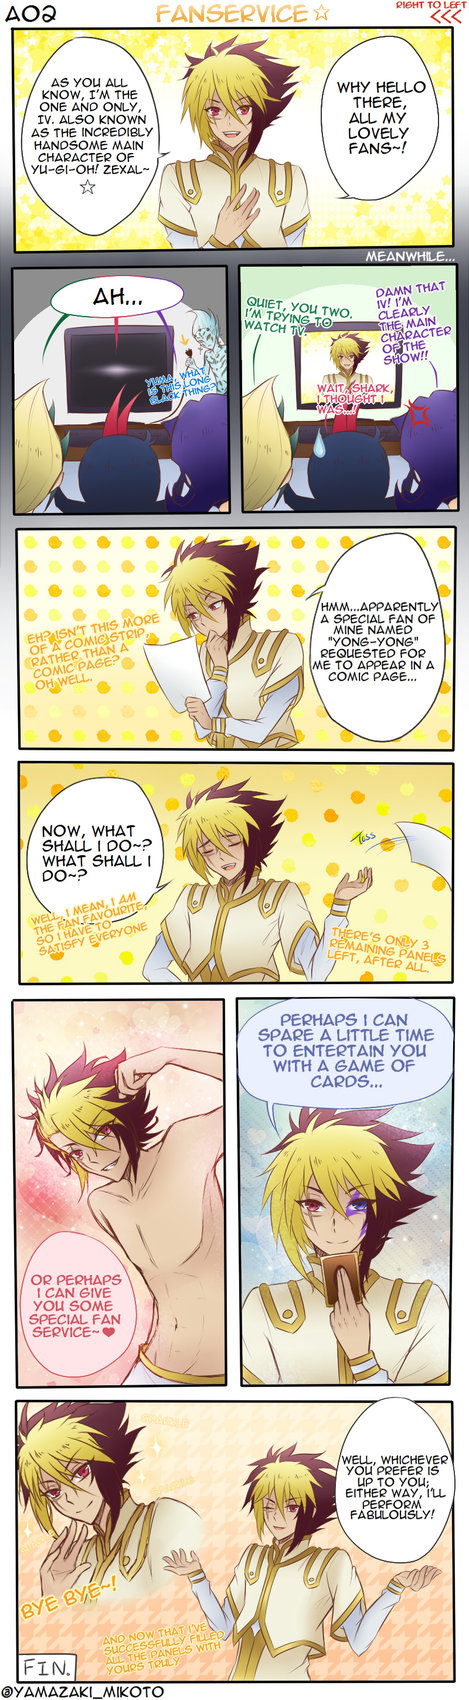 A02
FANSERVICE☆
RIGHT TO LEFT
<<<
WHY HELLO
THERE,
ALL MY
LOVELY
FANS~!
AS YOU ALL
KNOW, I'M THE
ONE AND ONLY,
IV. ALSO KNOWN
AS THE INCREDIBLY
HANDSOME MAIN
CHARACTER OF
YU-GI-OH! ZEXAL~
☆
MEANWHILE...
DAMN THAT
IV! I'M
CLEARLY
THE MAIN
CHARACTER
OF THE
SHOW!!
QUIET, YOU TWO.
I'M TRYING TO
WATCH TV.
WAIT, SHARK,
I THOUGHT I
WAS...!
AH...
YUMA, WHAT
IS THIS LONG
BLACK THING?
HMM...APPARENTLY
A SPECIAL FAN OF
MINE NAMED
"YONG-YONG"
REQUESTED FOR
ME TO APPEAR IN A
COMIC PAGE...
EH? ISN'T THIS MORE
OF A COMIC STRIP,
RATHER THAN A
COMIC PAGE?
OH WELL.
NOW, WHAT
SHALL I DO~?
WHAT SHALL I
DO~?
TOSS
WELL, I MEAN, I AM
THE FAN FAVOURITE,
SO I HAVE TO
SATISFY EVERYONE
THERE'S ONLY 3
REMAINING PANELS
LEFT, AFTER ALL.
PERHAPS I CAN
SPARE A LITTLE TIME
TO ENTERTAIN YOU
WITH A GAME OF
CARDS...
OR PERHAPS
I CAN GIVE
YOU SOME
SPECIAL FAN
SERVICE~♥
WELL, WHICHEVER
YOU PREFER IS
UP TO YOU;
EITHER WAY, I'LL
PERFORM
FABULOUSLY!
AND NOW THAT I'VE
SUCCESSFULLY FILLED
ALL THE PANELS WITH
YOURS TRULY
SPARKLE
SPARKLE
BYE BYE~!
FIN.
@YAMAZAKI_MIKOTO